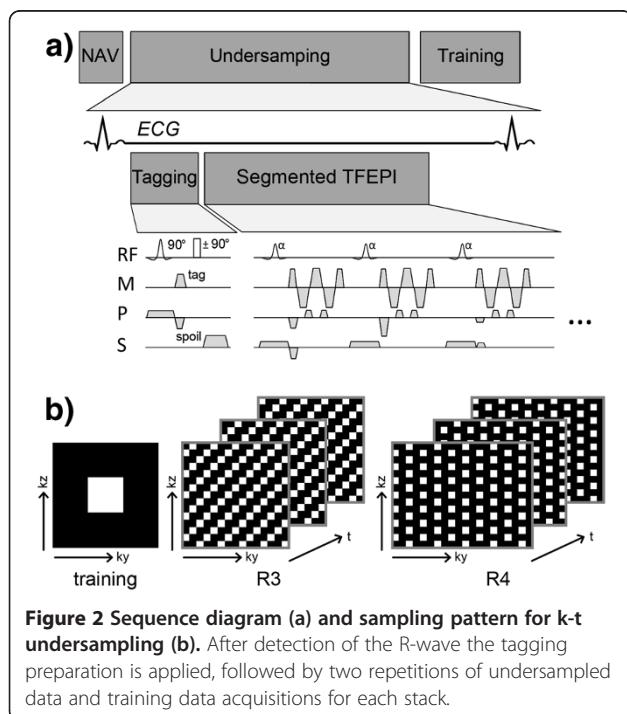 a)
NAV Undersamping Training
ECG
Tagging Segmented TFEPI
RF 90° ± 90° α α α
M tag
P
spoil ...
S
b)
kz kz kz
ky ky t ky t
training R3 R4
Figure 2 Sequence diagram (a) and sampling pattern for k-t
undersampling (b). After detection of the R-wave the tagging
preparation is applied, followed by two repetitions of undersampled
data and training data acquisitions for each stack.